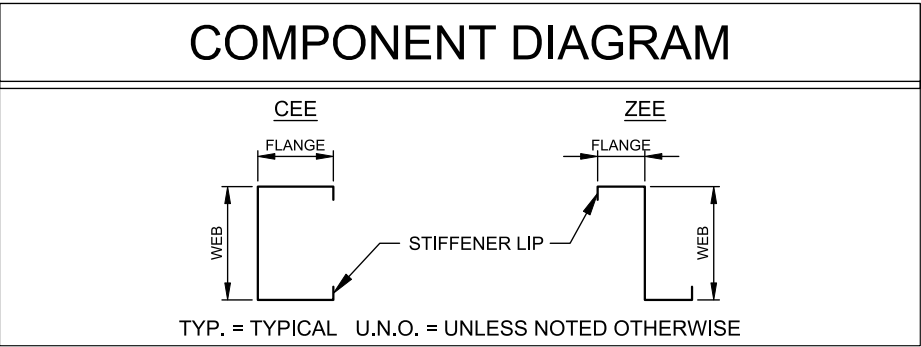 COMPONENT DIAGRAM
CEE
ZEE
FLANGE
FLANGE
WEB
STIFFENER LIP
WEB
TYP. = TYPICAL U.N.O. = UNLESS NOTED OTHERWISE